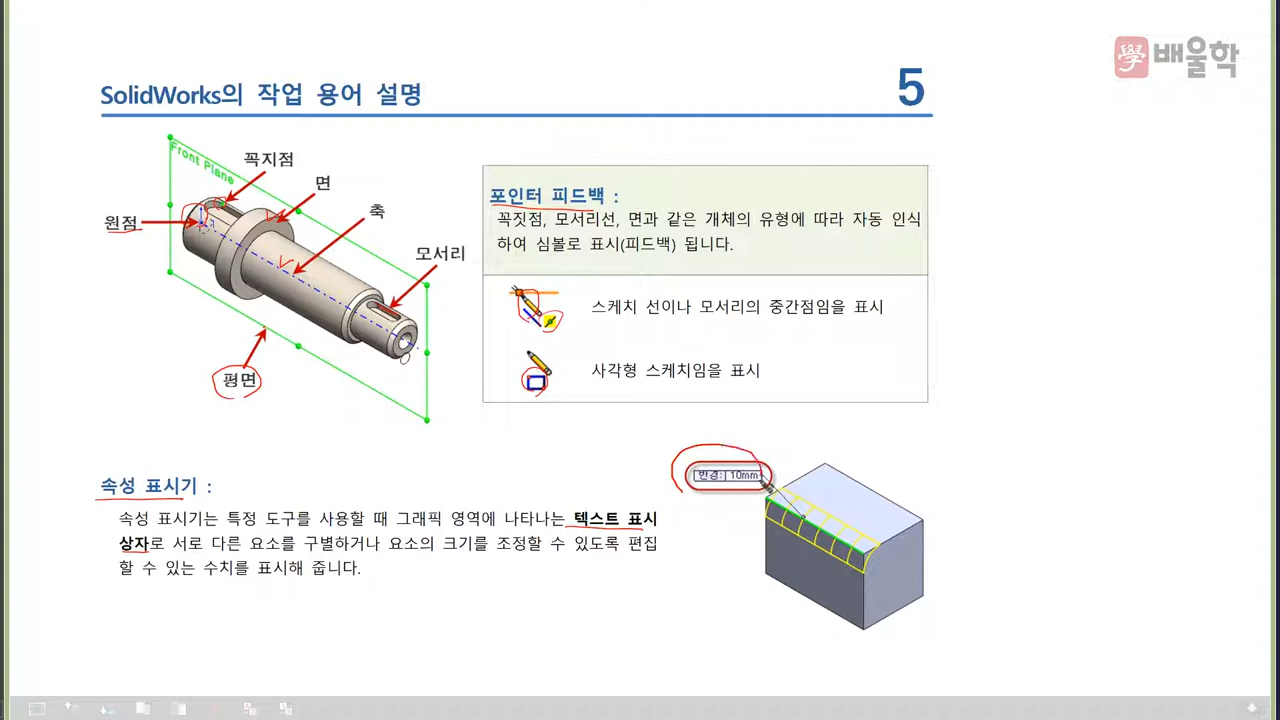 學 배울학
SolidWorks의 작업 용어 설명
5
Front Plane
꼭지점
면
축
원점
모서리
평면
포인터 피드백 :
꼭짓점, 모서리선, 면과 같은 개체의 유형에 따라 자동 인식
하여 심볼로 표시(피드백) 됩니다.
스케치 선이나 모서리의 중간점임을 표시
사각형 스케치임을 표시
반경: 10mm
속성 표시기 :
속성 표시기는 특정 도구를 사용할 때 그래픽 영역에 나타나는 텍스트 표시
상자로 서로 다른 요소를 구별하거나 요소의 크기를 조정할 수 있도록 편집
할 수 있는 수치를 표시해 줍니다.